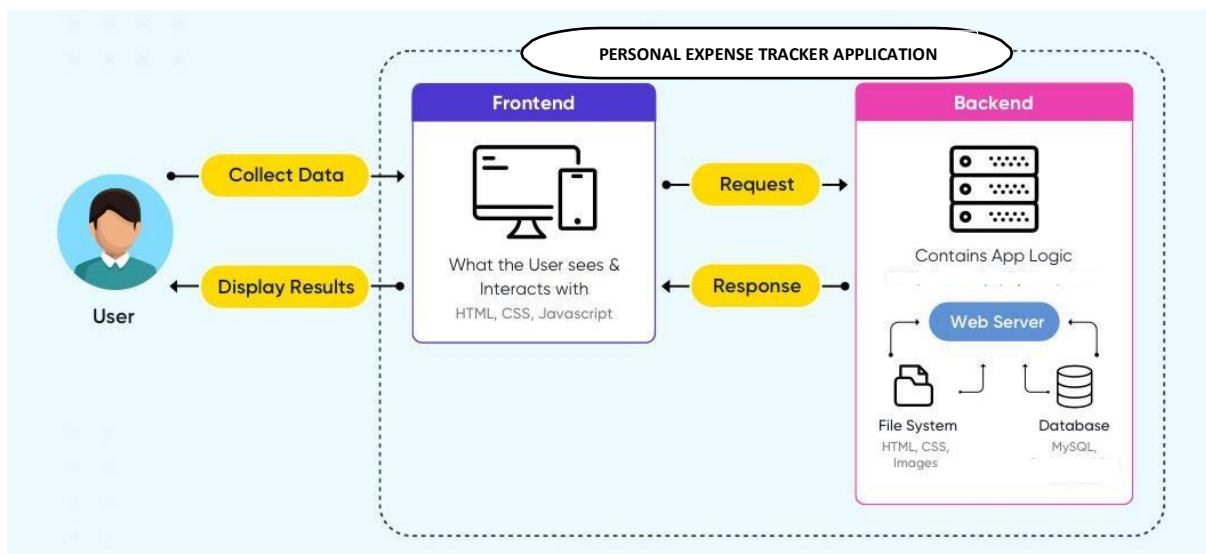 PERSONAL EXPENSE TRACKER APPLICATION
Frontend
Backend
Collect Data
Request
What the User sees &
Interacts with
HTML, CSS, Javascript
Contains App Logic
Display Results
Response
User
Web Server
File System
HTML, CSS,
Images
Database
MySQL,